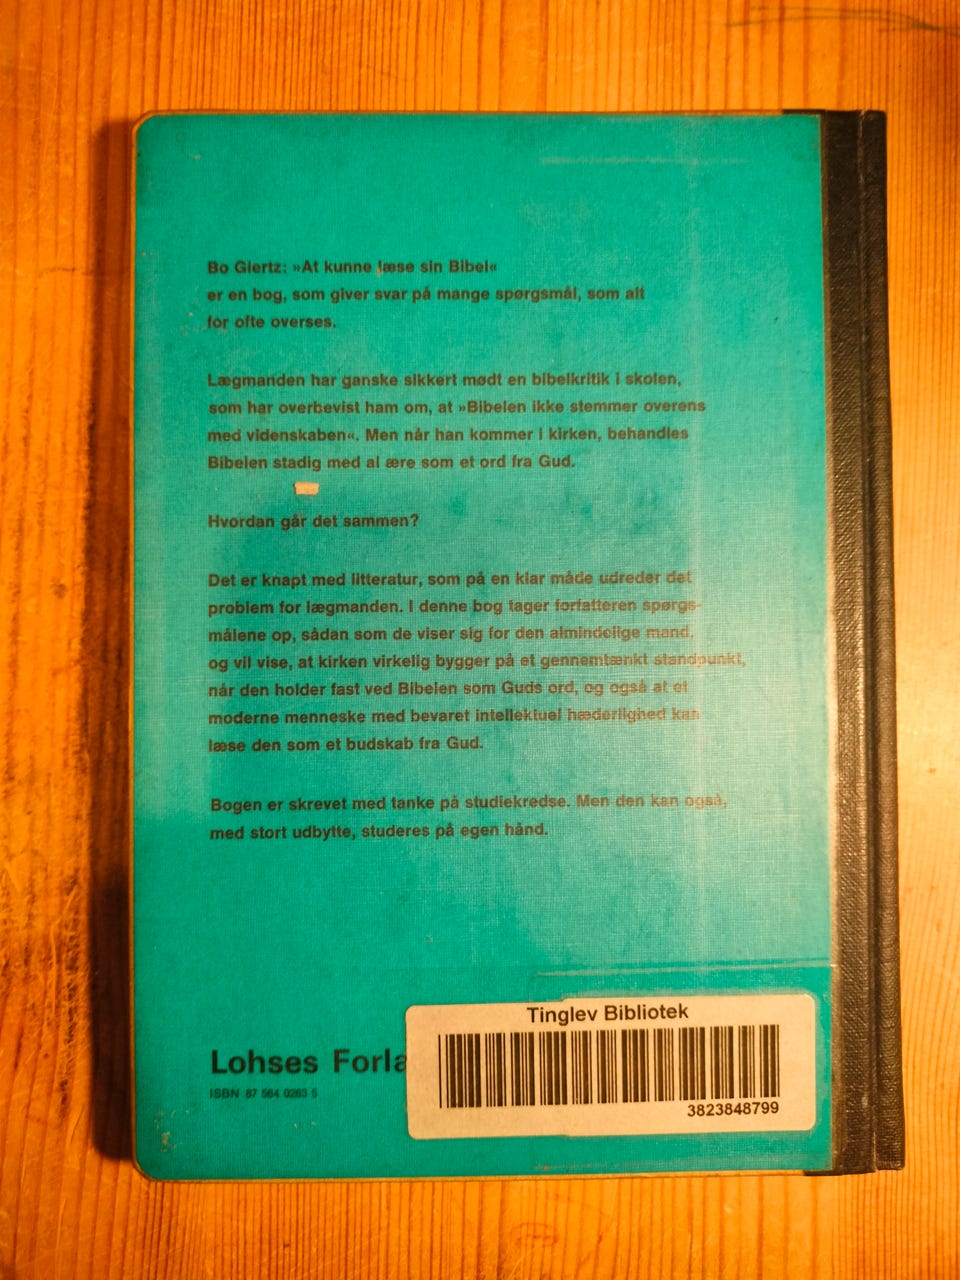 Bo Giertz: »At kunne læse sin Bibel«
er en bog, som giver svar på mange spørgsmål, som alt
for ofte overses.
Lægmanden har ganske sikkert mødt en bibelkritik i skolen,
som har overbevist ham om, at »Bibelen ikke stemmer overens
med videnskaben«. Men når han kommer i kirken, behandles
Bibelen stadig med al ære som et ord fra Gud.
Hvordan går det sammen?
Det er knapt med litteratur, som på en klar måde udreder det
problem for lægmanden. I denne bog tager forfatteren spørgs-
målene op, sådan som de viser sig for den almindelige mand,
og vil vise, at kirken virkelig bygger på et gennemtænkt standpunkt,
når den holder fast ved Bibelen som Guds ord, og også at et
moderne menneske med bevaret intellektuel hæderlighed kan
læse den som et budskab fra Gud.
Bogen er skrevet med tanke på studiekredse. Men den kan også,
med stort udbytte, studeres på egen hånd.
Lohses Forla
ISBN 87 564 0263 5
Tinglev Bibliotek
3823848799